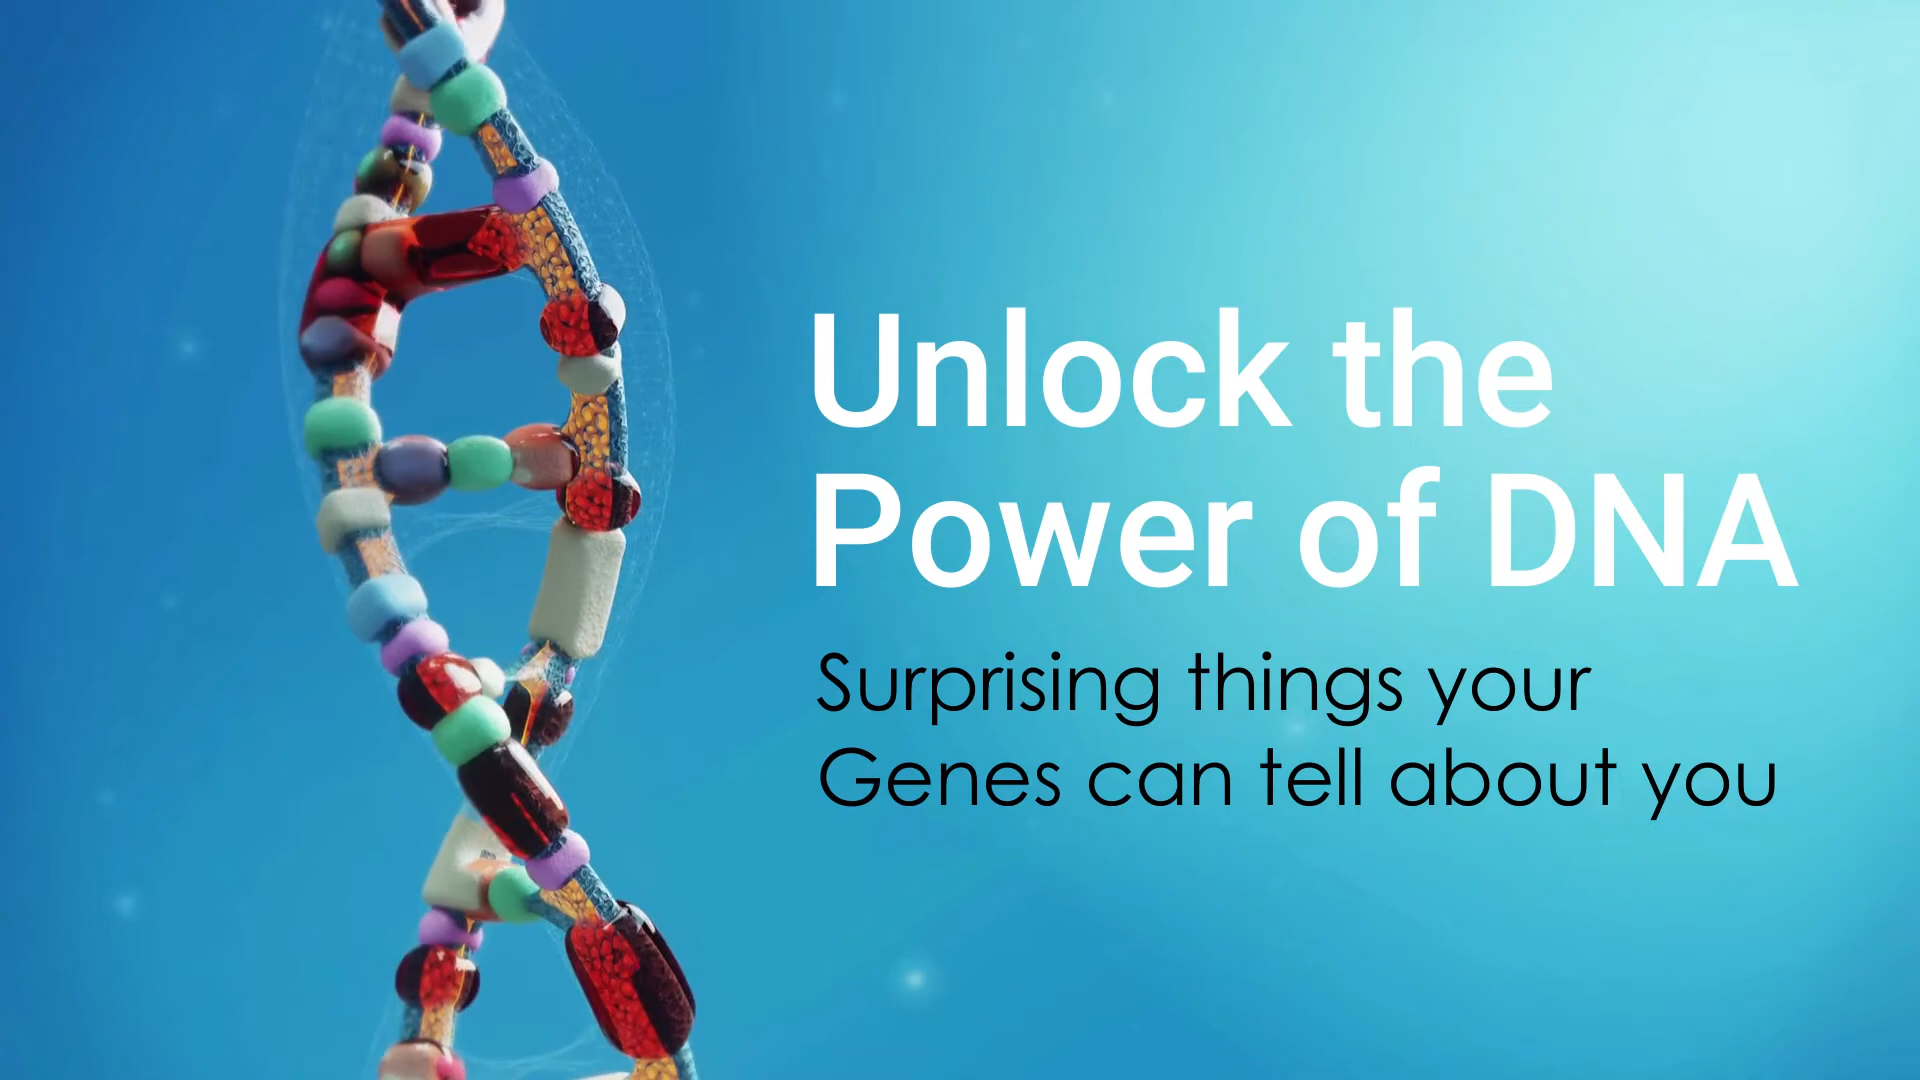 Unlock the
Power of DNA
Surprising things your
Genes can tell about you